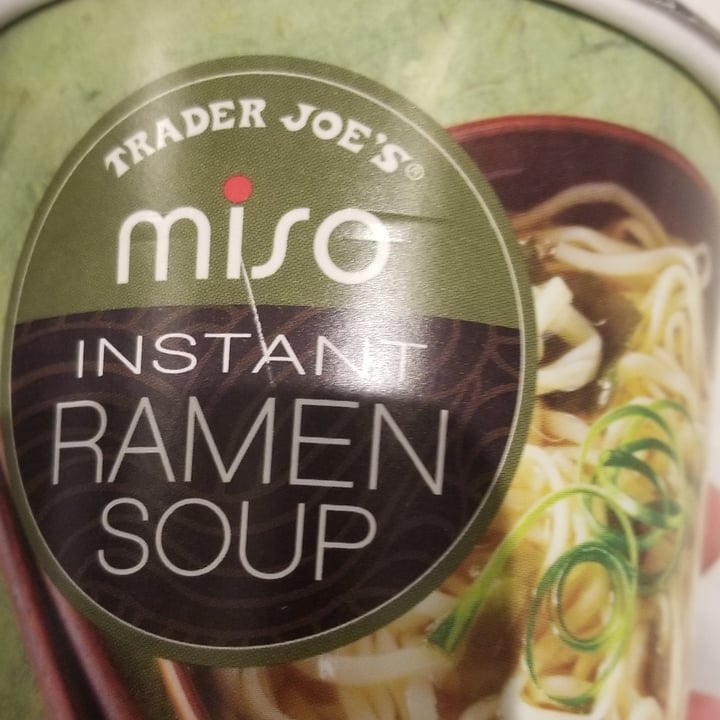 TRADER JOE'S®
miso
INSTANT
RAMEN
SOUP